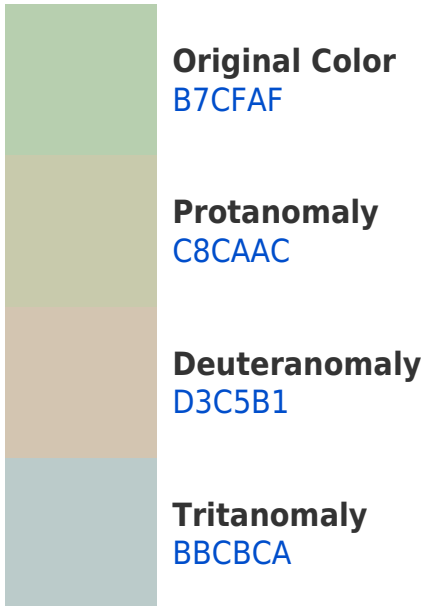 Original Color
B7CFAF
Protanomaly
C8CAAC
Deuteranomaly
D3C5B1
Tritanomaly
BBCBCA